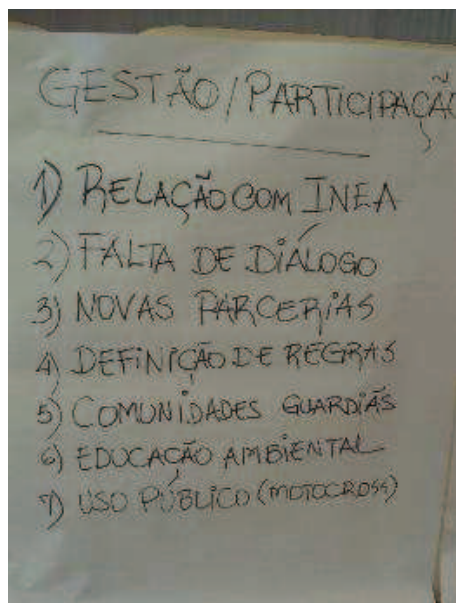 GESTÃO/PARTICIPAÇÃO
1) RELAÇÃO COM INEA
2) FALTA DE DIÁLOGO
3) NOVAS PARCERIAS
4) DEFINIÇÃO DE REGRAS
5) COMUNIDADES GUARDIÃS
6) EDUCAÇÃO AMBIENTAL
7) USO PÚBLICO (MOTOCROSS)